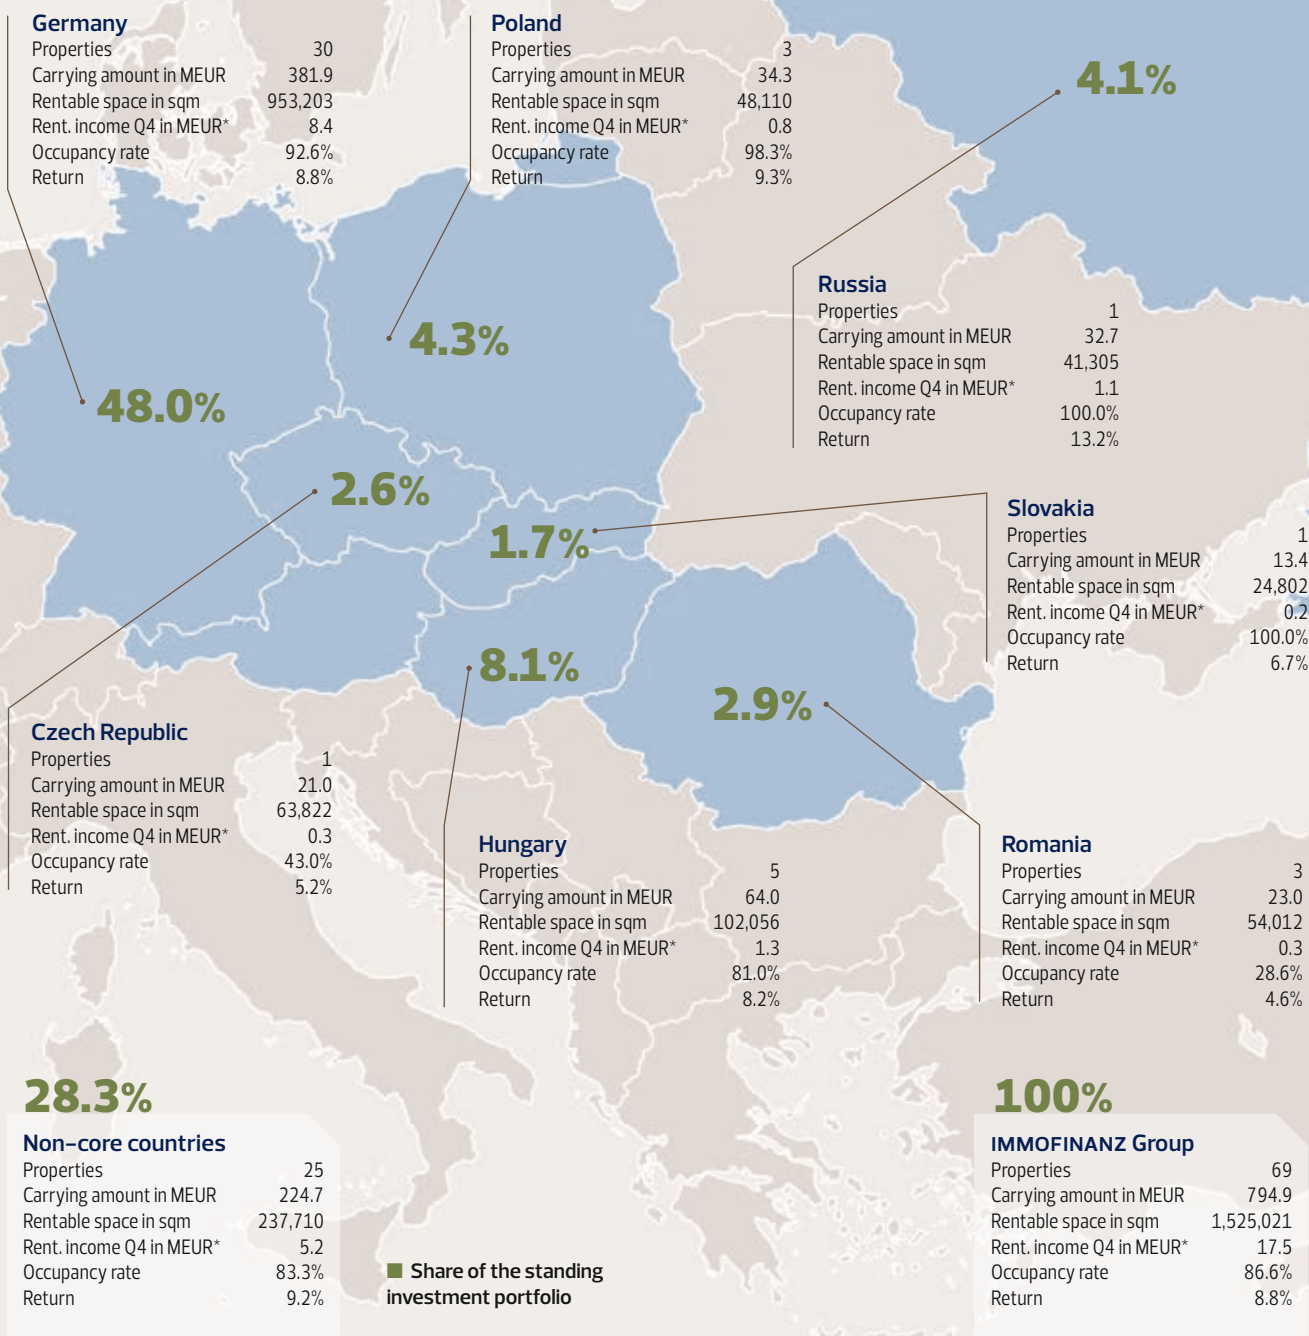 Germany
Properties 30
Carrying amount in MEUR 381.9
Rentable space in sqm 953,203
Rent. income Q4 in MEUR* 8.4
Occupancy rate 92.6%
Return 8.8%
Poland
Properties 3
Carrying amount in MEUR 34.3
Rentable space in sqm 48,110
Rent. income Q4 in MEUR* 0.8
Occupancy rate 98.3%
Return 9.3%
4.1%
Russia
Properties 1
Carrying amount in MEUR 32.7
Rentable space in sqm 41,305
Rent. income Q4 in MEUR* 1.1
Occupancy rate 100.0%
Return 13.2%
4.3%
48.0%
2.6%
1.7%
Slovakia
Properties 1
Carrying amount in MEUR 13.4
Rentable space in sqm 24,802
Rent. income Q4 in MEUR* 0.2
Occupancy rate 100.0%
Return 6.7%
8.1%
2.9%
Czech Republic
Properties 1
Carrying amount in MEUR 21.0
Rentable space in sqm 63,822
Rent. income Q4 in MEUR* 0.3
Occupancy rate 43.0%
Return 5.2%
Hungary
Properties 5
Carrying amount in MEUR 64.0
Rentable space in sqm 102,056
Rent. income Q4 in MEUR* 1.3
Occupancy rate 81.0%
Return 8.2%
Romania
Properties 3
Carrying amount in MEUR 23.0
Rentable space in sqm 54,012
Rent. income Q4 in MEUR* 0.3
Occupancy rate 28.6%
Return 4.6%
28.3%
Non-core countries
Properties 25
Carrying amount in MEUR 224.7
Rentable space in sqm 237,710
Rent. income Q4 in MEUR* 5.2
Occupancy rate 83.3%
Return 9.2%
Share of the standing
investment portfolio
100%
IMMOFINANZ Group
Properties 69
Carrying amount in MEUR 794.9
Rentable space in sqm 1,525,021
Rent. income Q4 in MEUR* 17.5
Occupancy rate 86.6%
Return 8.8%